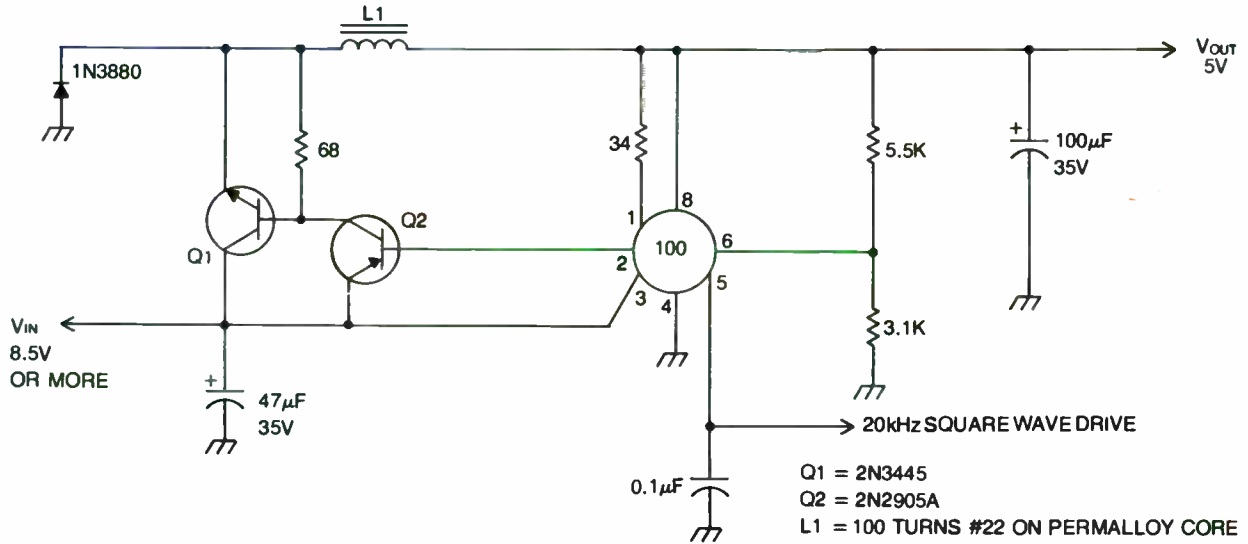 L1
1N3880
VOUT
5V
68
34
5.5K
+
100µF
35V
8
1
Q2
100
6
Q1
2
5
3
4
3.1K
VIN
8.5V
OR MORE
+
47µF
35V
20kHz SQUARE WAVE DRIVE
0.1µF
Q1 = 2N3445
Q2 = 2N2905A
L1 = 100 TURNS #22 ON PERMALLOY CORE